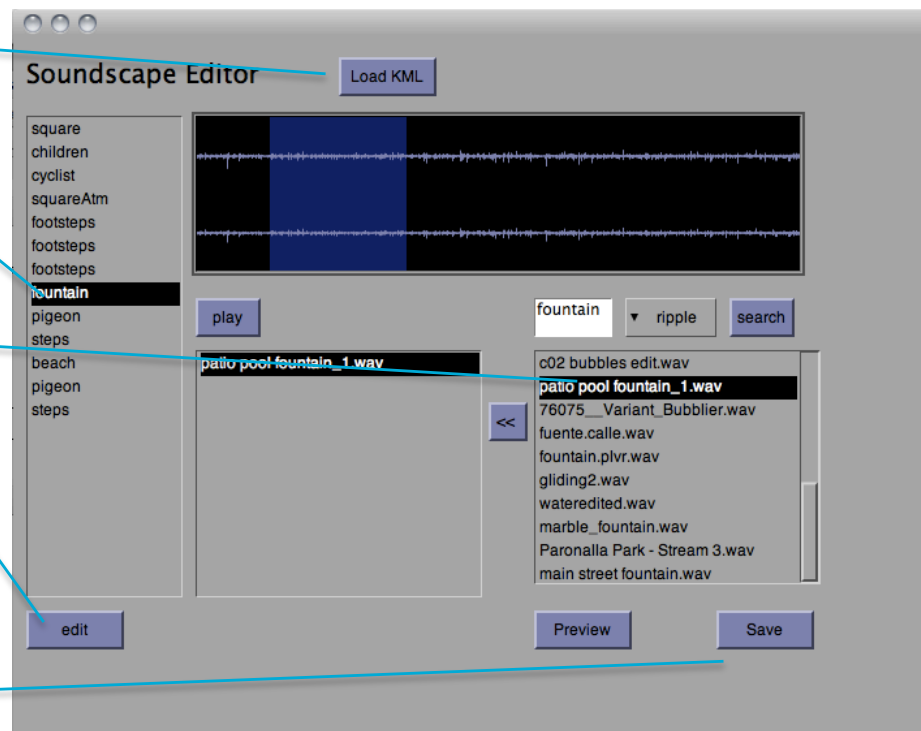 Soundscape Editor
Load KML
square
children
cyclist
squareAtm
footsteps
footsteps
footsteps
fountain
pigeon
steps
beach
pigeon
steps
play
fountain
▼ ripple
search
patio pool fountain_1.wav
<<
c02 bubbles edit.wav
patio pool fountain_1.wav
76075__Variant_Bubblier.wav
fuente.calle.wav
fountain.plvr.wav
gliding2.wav
wateredited.wav
marble_fountain.wav
Paronalla Park - Stream 3.wav
main street fountain.wav
edit
Preview
Save